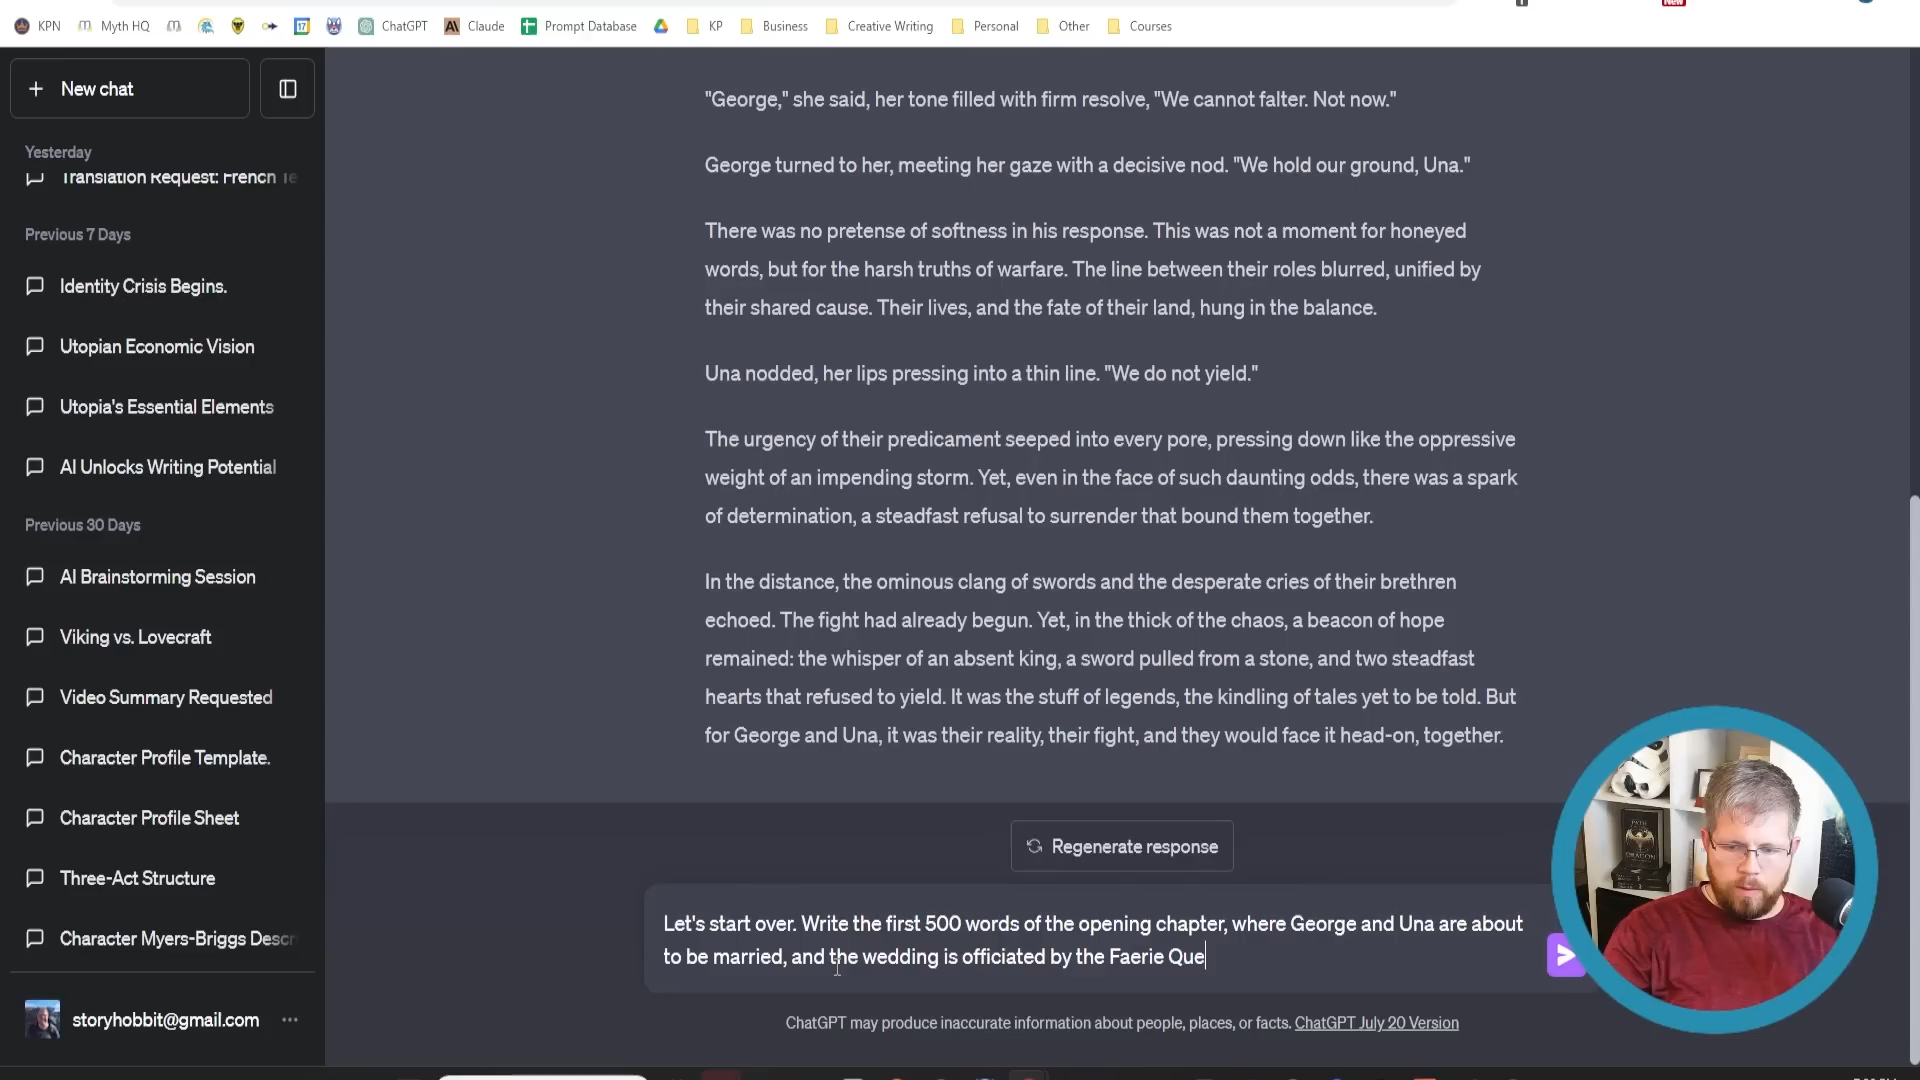 New
KPN
Myth HQ
17
ChatGPT
Claude
Prompt Database
KP
Business
Creative Writing
Personal
Other
Courses
+ New chat
Yesterday
Translation Request: French Te
Previous 7 Days
Identity Crisis Begins.
Utopian Economic Vision
Utopia's Essential Elements
AI Unlocks Writing Potential
Previous 30 Days
AI Brainstorming Session
Viking vs. Lovecraft
Video Summary Requested
Character Profile Template.
Character Profile Sheet
Three-Act Structure
Character Myers-Briggs Descr
storyhobbit@gmail.com
"George," she said, her tone filled with firm resolve, "We cannot falter. Not now."
George turned to her, meeting her gaze with a decisive nod. "We hold our ground, Una."
There was no pretense of softness in his response. This was not a moment for honeyed
words, but for the harsh truths of warfare. The line between their roles blurred, unified by
their shared cause. Their lives, and the fate of their land, hung in the balance.
Una nodded, her lips pressing into a thin line. "We do not yield."
The urgency of their predicament seeped into every pore, pressing down like the oppressive
weight of an impending storm. Yet, even in the face of such daunting odds, there was a spark
of determination, a steadfast refusal to surrender that bound them together.
In the distance, the ominous clang of swords and the desperate cries of their brethren
echoed. The fight had already begun. Yet, in the thick of the chaos, a beacon of hope
remained: the whisper of an absent king, a sword pulled from a stone, and two steadfast
hearts that refused to yield. It was the stuff of legends, the kindling of tales yet to be told. But
for George and Una, it was their reality, their fight, and they would face it head-on, together.
Regenerate response
Let's start over. Write the first 500 words of the opening chapter, where George and Una are about
to be married, and the wedding is officiated by the Faerie Que
ChatGPT may produce inaccurate information about people, places, or facts. ChatGPT July 20 Version